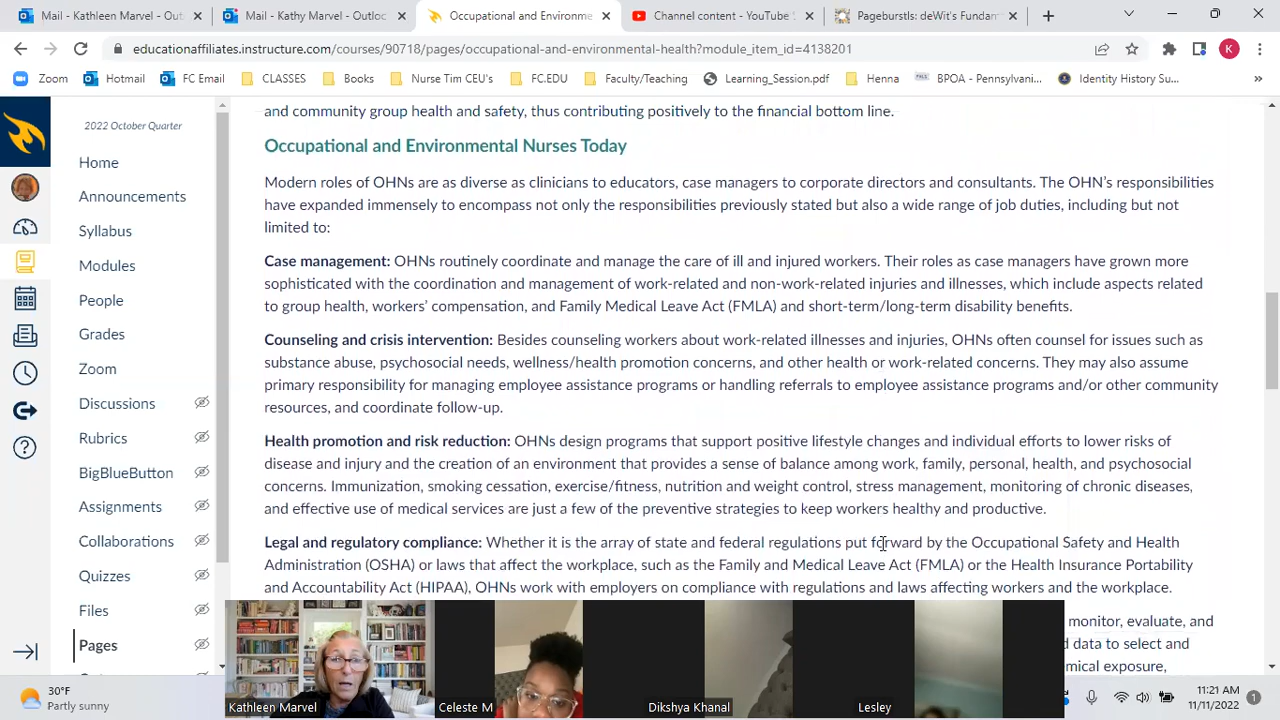 Mail - Kathleen Marvel - Outl
Mail - Kathy Marvel - Outloo
Occupational and Environme
Channel content - YouTube
Pageburstls: deWit's Fundan
educationaffiliates.instructure.com/courses/90718/pages/occupational-and-environmental-health?module_item_id=4138201
K
Zoom
Hotmail
FC Email
CLASSES
Books
Nurse Tim CEU's
FC.EDU
Faculty/Teaching
Learning_Session.pdf
Henna
BPOA - Pennsylvani...
Identity History Su...
»
2022 October Quarter
Home
Announcements
Syllabus
Modules
People
Grades
Zoom
Discussions
Rubrics
BigBlueButton
Assignments
Collaborations
Quizzes
Files
Pages
and community group health and safety, thus contributing positively to the financial bottom line.
Occupational and Environmental Nurses Today
Modern roles of OHNs are as diverse as clinicians to educators, case managers to corporate directors and consultants. The OHN's responsibilities
have expanded immensely to encompass not only the responsibilities previously stated but also a wide range of job duties, including but not
limited to:
Case management: OHNs routinely coordinate and manage the care of ill and injured workers. Their roles as case managers have grown more
sophisticated with the coordination and management of work-related and non-work-related injuries and illnesses, which include aspects related
to group health, workers' compensation, and Family Medical Leave Act (FMLA) and short-term/long-term disability benefits.
Counseling and crisis intervention: Besides counseling workers about work-related illnesses and injuries, OHNs often counsel for issues such as
substance abuse, psychosocial needs, wellness/health promotion concerns, and other health or work-related concerns. They may also assume
primary responsibility for managing employee assistance programs or handling referrals to employee assistance programs and/or other community
resources, and coordinate follow-up.
Health promotion and risk reduction: OHNs design programs that support positive lifestyle changes and individual efforts to lower risks of
disease and injury and the creation of an environment that provides a sense of balance among work, family, personal, health, and psychosocial
concerns. Immunization, smoking cessation, exercise/fitness, nutrition and weight control, stress management, monitoring of chronic diseases,
and effective use of medical services are just a few of the preventive strategies to keep workers healthy and productive.
Legal and regulatory compliance: Whether it is the array of state and federal regulations put forward by the Occupational Safety and Health
Administration (OSHA) or laws that affect the workplace, such as the Family and Medical Leave Act (FMLA) or the Health Insurance Portability
and Accountability Act (HIPAA), OHNs work with employers on compliance with regulations and laws affecting workers and the workplace.
monitor, evaluate, and
d data to select and
mical exposure,
Kathleen Marvel
Celeste M
Dikshya Khanal
Lesley
30°F
Partly sunny
11:21 AM
11/11/2022
1